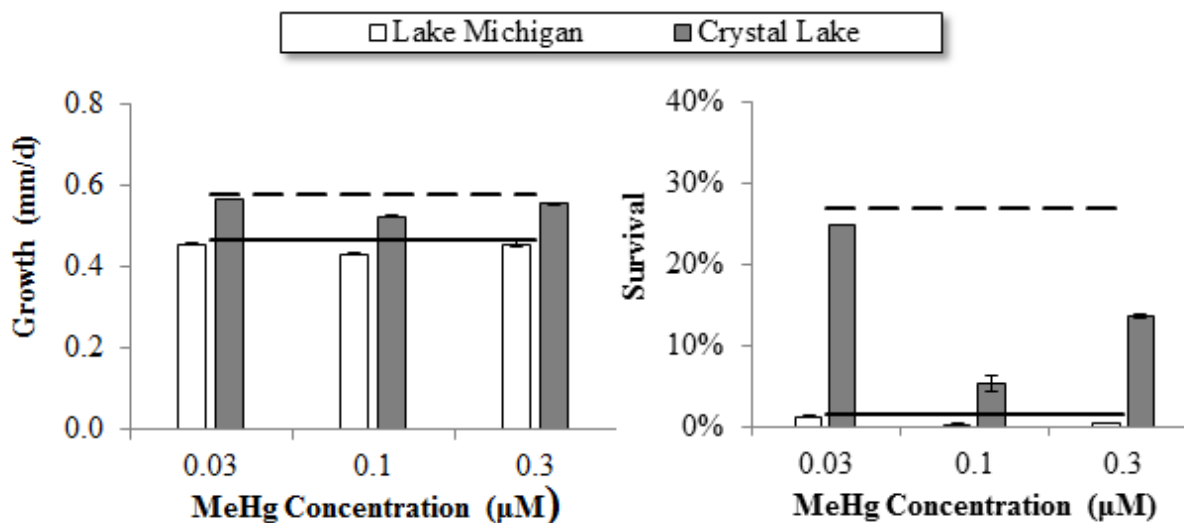 Lake Michigan Crystal Lake
Growth (mm/d)
0.8
0.6
0.4
0.2
0.0
0.03 0.1 0.3
MeHg Concentration (µM)
Survival
40%
30%
20%
10%
0%
0.03 0.1 0.3
MeHg Concentration (µM)